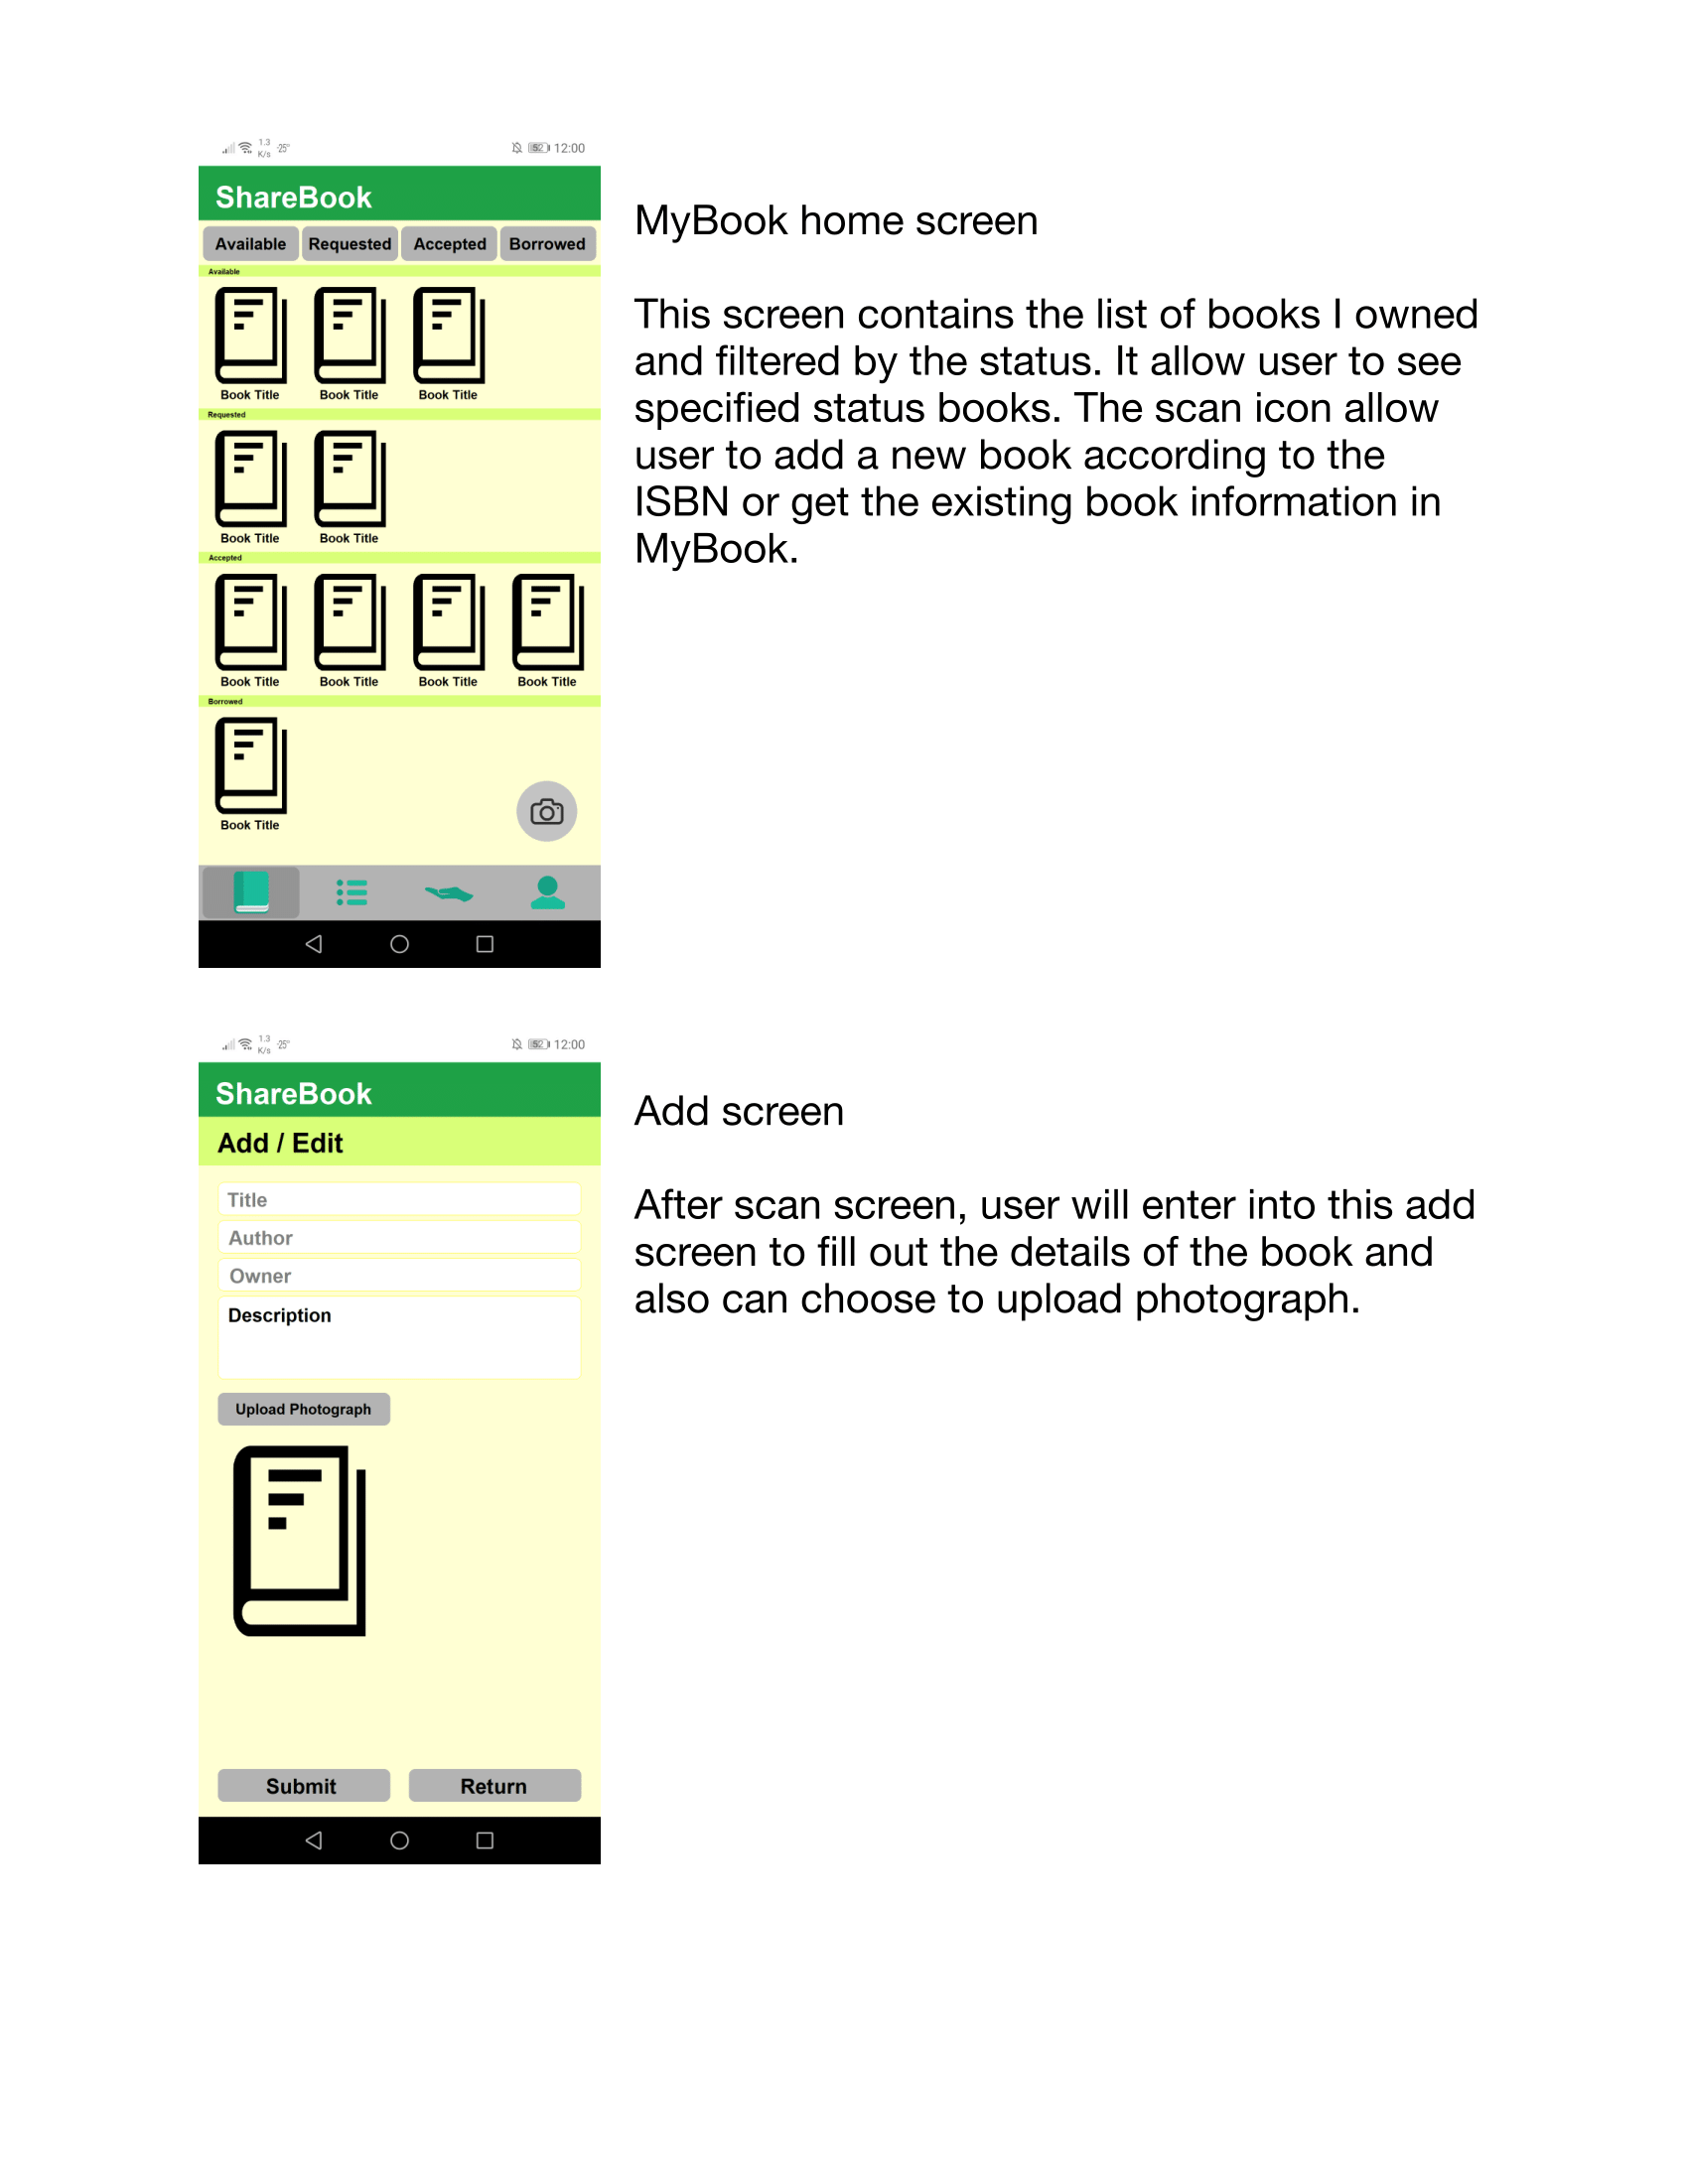 1.3
K/s
-25°
52
12:00
ShareBook
Available Requested Accepted Borrowed
Available
Book Title Book Title Book Title
Requested
Book Title Book Title
Accepted
Book Title Book Title Book Title Book Title
Borrowed
Book Title
MyBook home screen
This screen contains the list of books I owned
and filtered by the status. It allow user to see
specified status books. The scan icon allow
user to add a new book according to the
ISBN or get the existing book information in
MyBook.
1.3
K/s
-25°
52
12:00
ShareBook
Add / Edit
Title
Author
Owner
Description
Upload Photograph
Submit Return
Add screen
After scan screen, user will enter into this add
screen to fill out the details of the book and
also can choose to upload photograph.